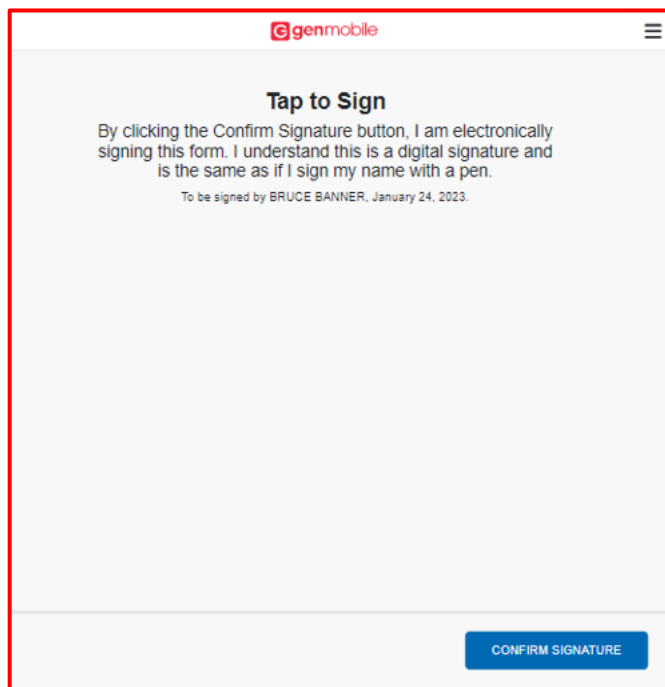 genmobile
Tap to Sign
By clicking the Confirm Signature button, I am electronically
signing this form. I understand this is a digital signature and
is the same as if I sign my name with a pen.
To be signed by BRUCE BANNER, January 24, 2023.
CONFIRM SIGNATURE